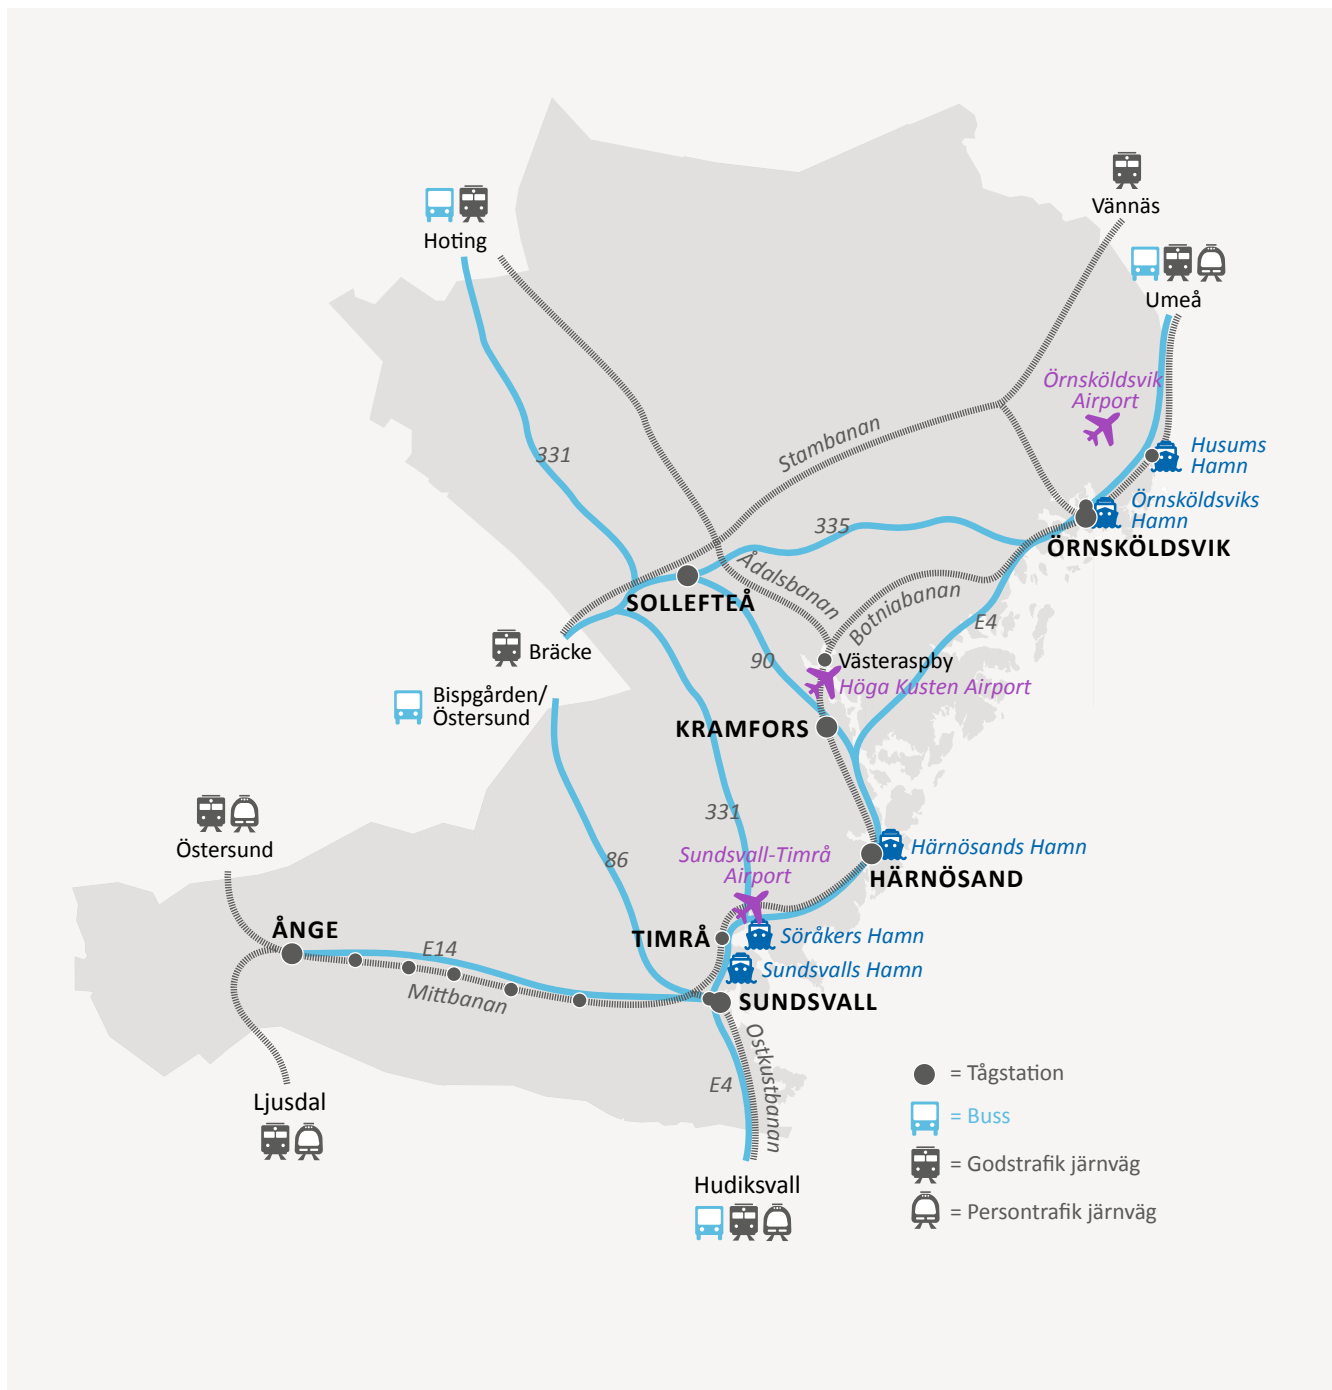 Vännäs
Hoting
Umeå
Örnsköldsvik
Airport
331
Stambanan
Husums
Hamn
Örnsköldsviks
Hamn
335
ÖRNSKÖLDSVIK
Ådalsbanan
SOLLEFTEÅ
Botniabanan
E4
Bräcke
90
Västeraspby
Höga Kusten Airport
Bispgården/
Östersund
KRAMFORS
331
Östersund
86
Sundsvall-Timrå
Airport
Härnösands Hamn
HÄRNÖSAND
ÅNGE
E14
TIMRÅ
Söråkers Hamn
Sundsvalls Hamn
Mittbanan
SUNDSVALL
Ostkustbanan
E4
Ljusdal
Hudiksvall
= Tågstation
= Buss
= Godstrafik järnväg
= Persontrafik järnväg